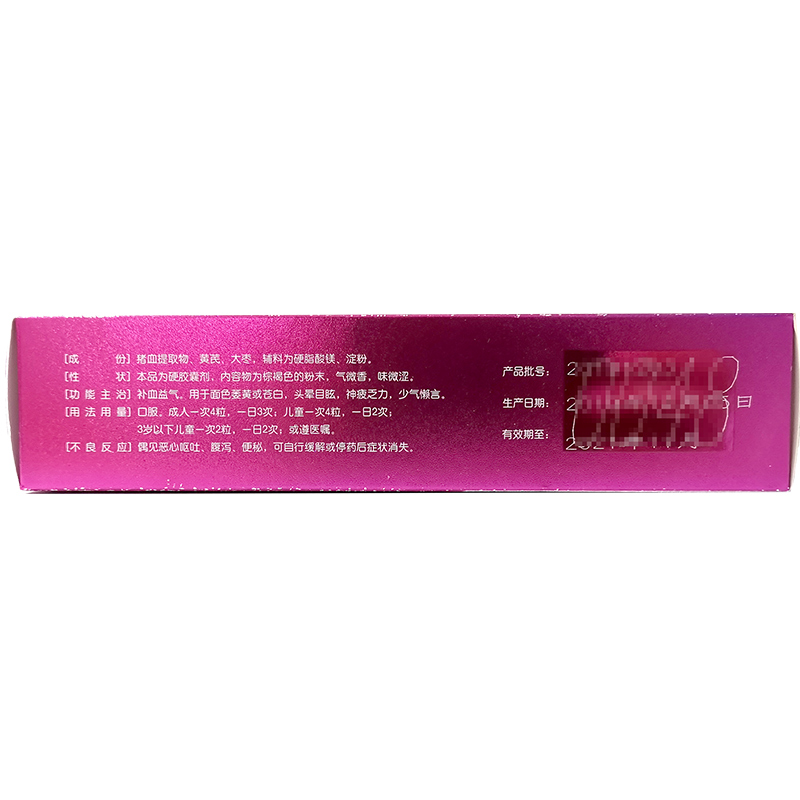 [成份] 猪血提取物、黄芪、大枣，辅料为硬脂酸镁、淀粉。
[性状] 本品为硬胶囊剂，内容物为棕褐色的粉末，气微香，味微涩。
[功能主治] 补血益气。用于面色萎黄或苍白，头晕目眩，神疲乏力，少气懒言。
[用法用量] 口服。成人一次4粒，一日3次；儿童一次4粒，一日2次；
3岁以下儿童一次2粒，一日2次；或遵医嘱。
[不良反应] 偶见恶心呕吐、腹泻、便秘，可自行缓解或停药后症状消失。
产品批号：
生产日期： 日
有效期至：